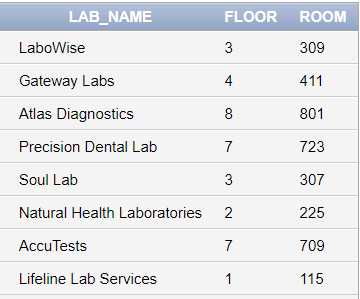 LAB_NAME FLOOR ROOM
LaboWise 3 309
Gateway Labs 4 411
Atlas Diagnostics 8 801
Precision Dental Lab 7 723
Soul Lab 3 307
Natural Health Laboratories 2 225
AccuTests 7 709
Lifeline Lab Services 1 115